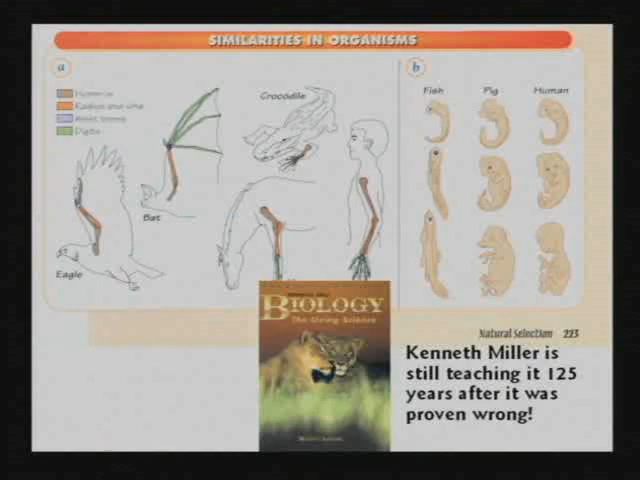 SIMILARITIES IN ORGANISMS
a
b
Humerus
Radius and ulna
Wrist bones
Digits
Crocodile
Bat
Eagle
Fish Pig Human
Natural Selection 223
BIOLOGY
The Living Science
Kenneth Miller is
still teaching it 125
years after it was
proven wrong!